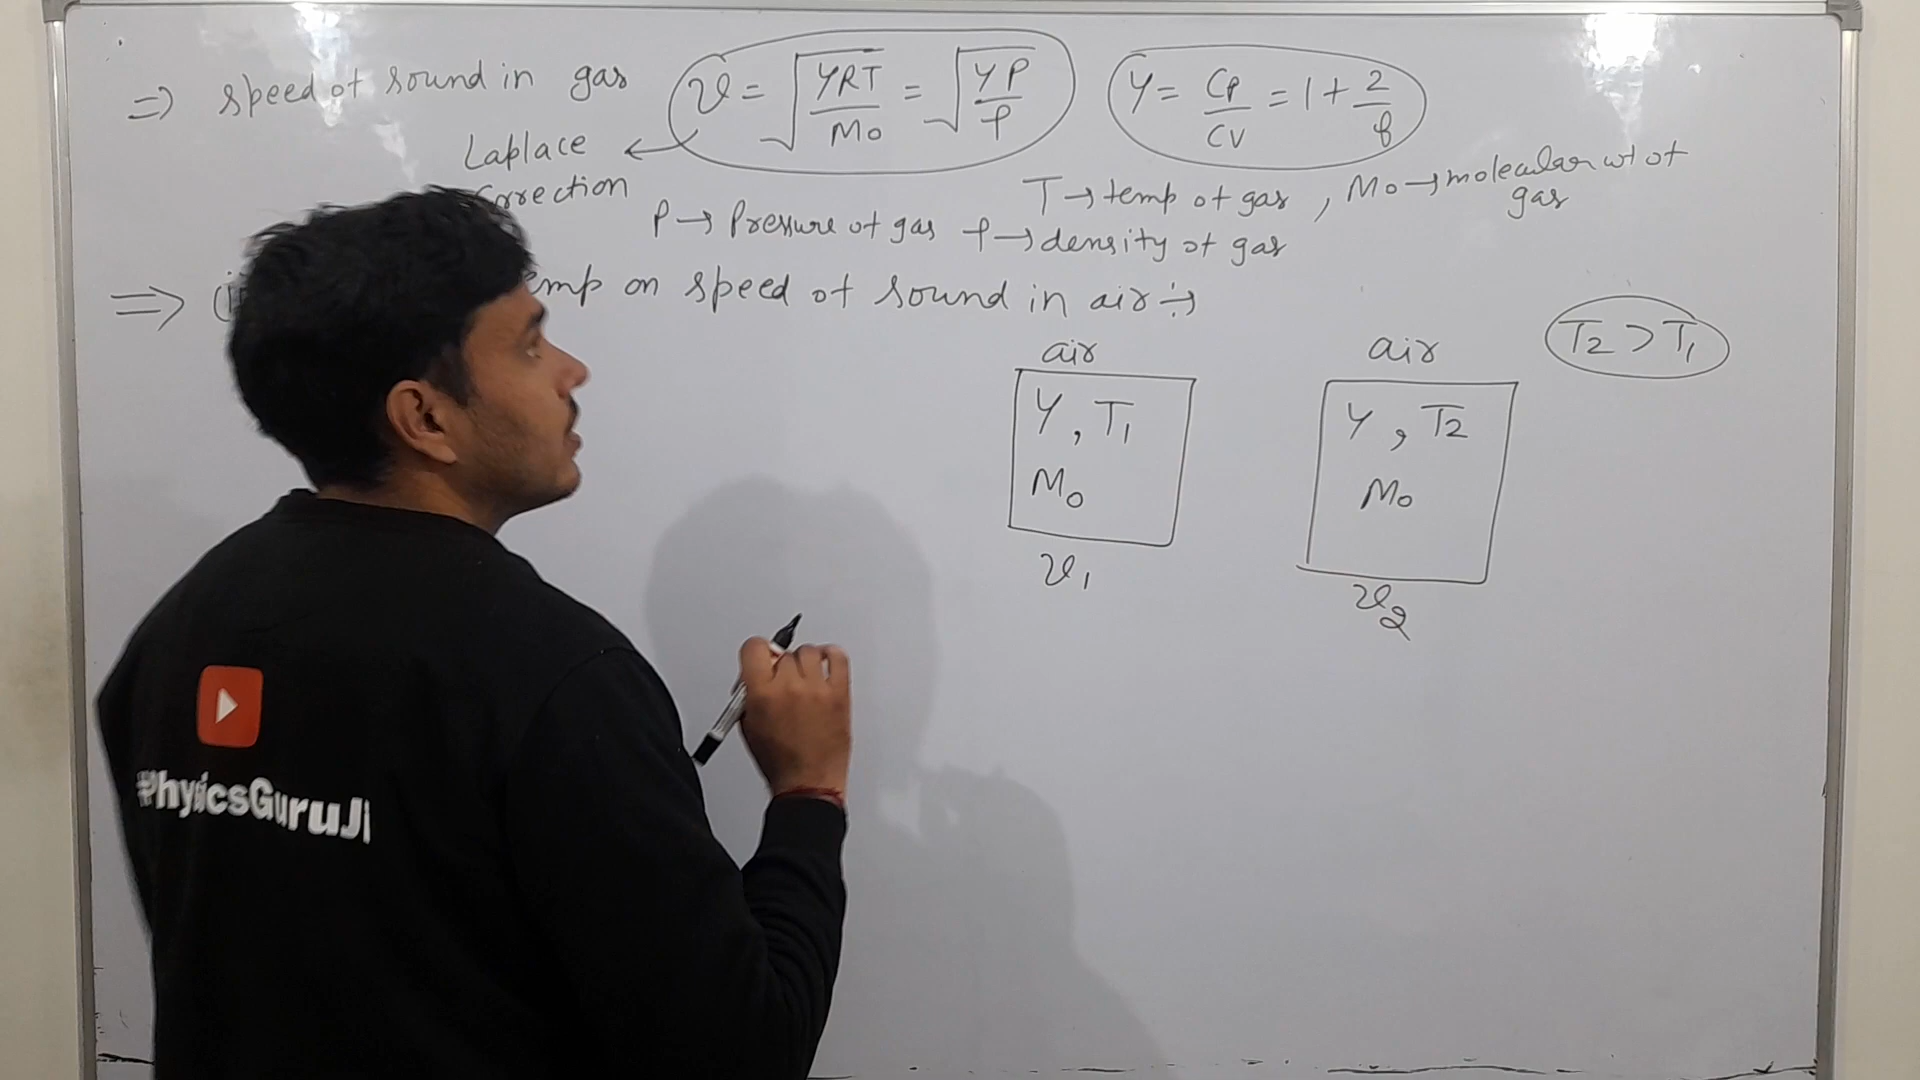 => speed of sound in gas v = √(γRT/M₀) = √(γP/ρ) γ = Cp/Cv = 1 + 2/f
Laplace ←
correction
T → temp of gas , M₀ → molecular wt of gas
P → Pressure of gas ρ → density of gas
=> (i emp on speed of sound in air :→
T₂ > T₁
air air
γ , T₁ γ , T₂
M₀ M₀
v₁ v₂
#PhysicsGuruJi